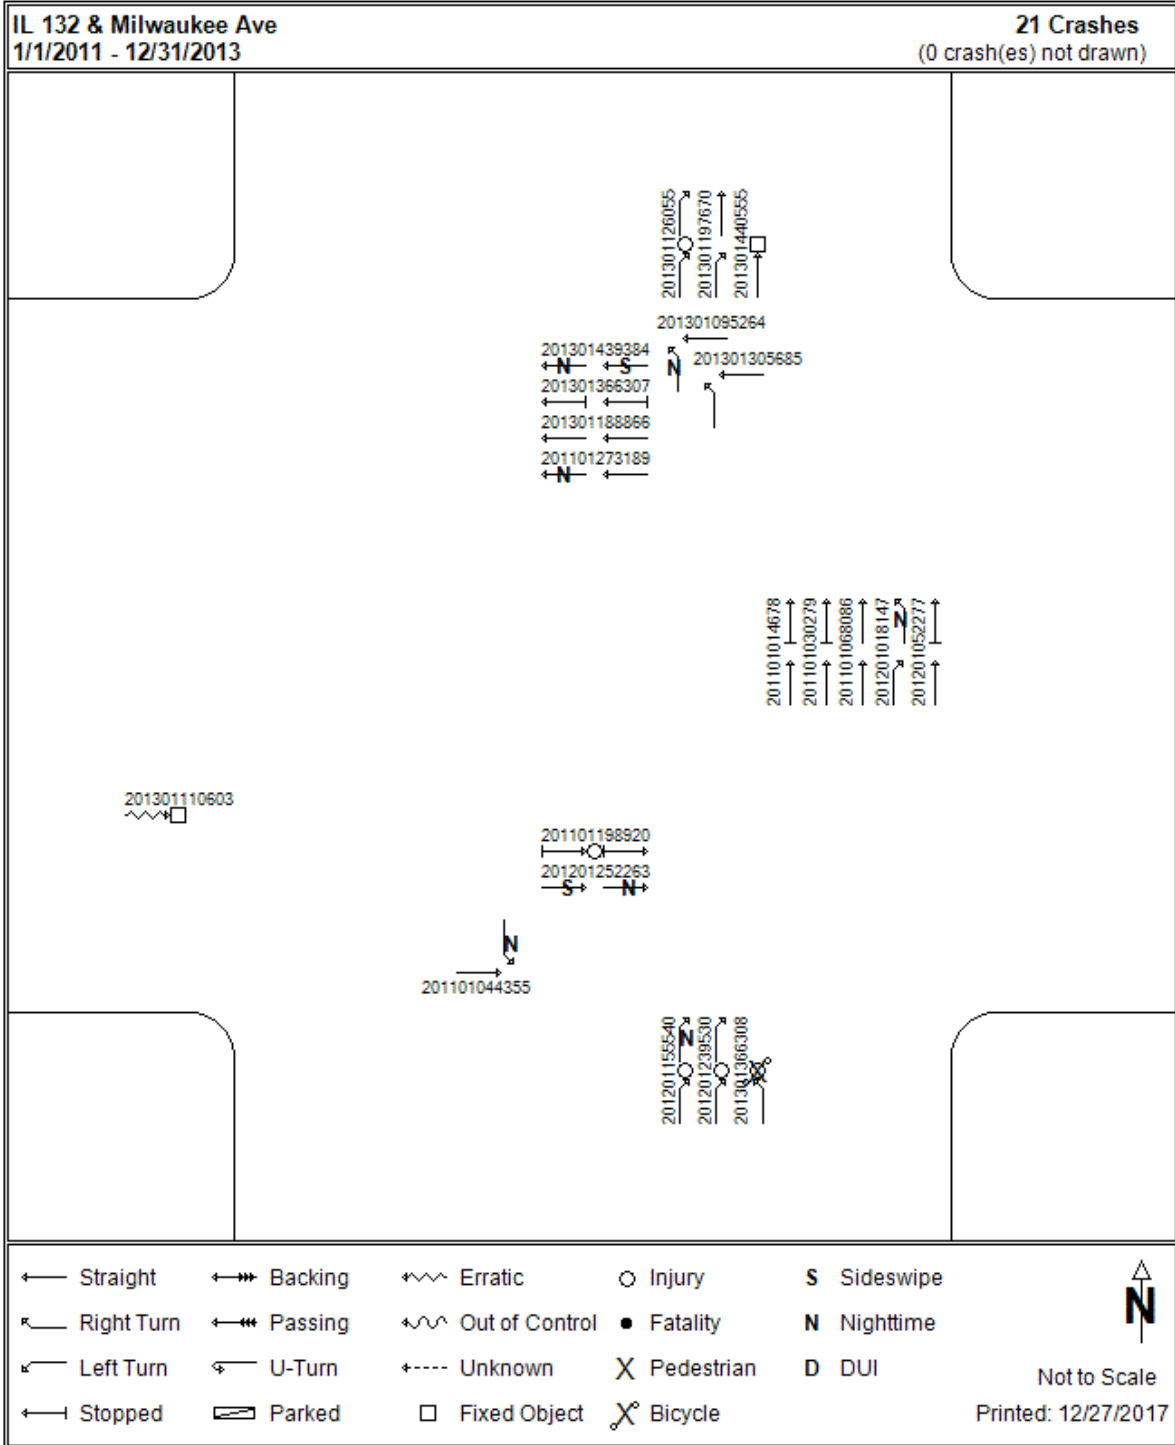 IL 132 & Milwaukee Ave
21 Crashes
1/1/2011 - 12/31/2013
(0 crash(es) not drawn)
201301126055
201301197670
201301440555
201301095264
201301439384
N
S
N
201301305685
201301366307
201301188866
201101273189
N
201101014678
201101030279
201101068086
201201018147
N
201201052277
201301110603
201101198920
201201252263
S
N
N
201101044355
201201155540
N
201201239530
201301366308
Straight
Backing
Erratic
Injury
S Sideswipe
Right Turn
Passing
Out of Control
Fatality
N Nighttime
Left Turn
U-Turn
Unknown
Pedestrian
D DUI
Stopped
Parked
Fixed Object
Bicycle
N
Not to Scale
Printed: 12/27/2017